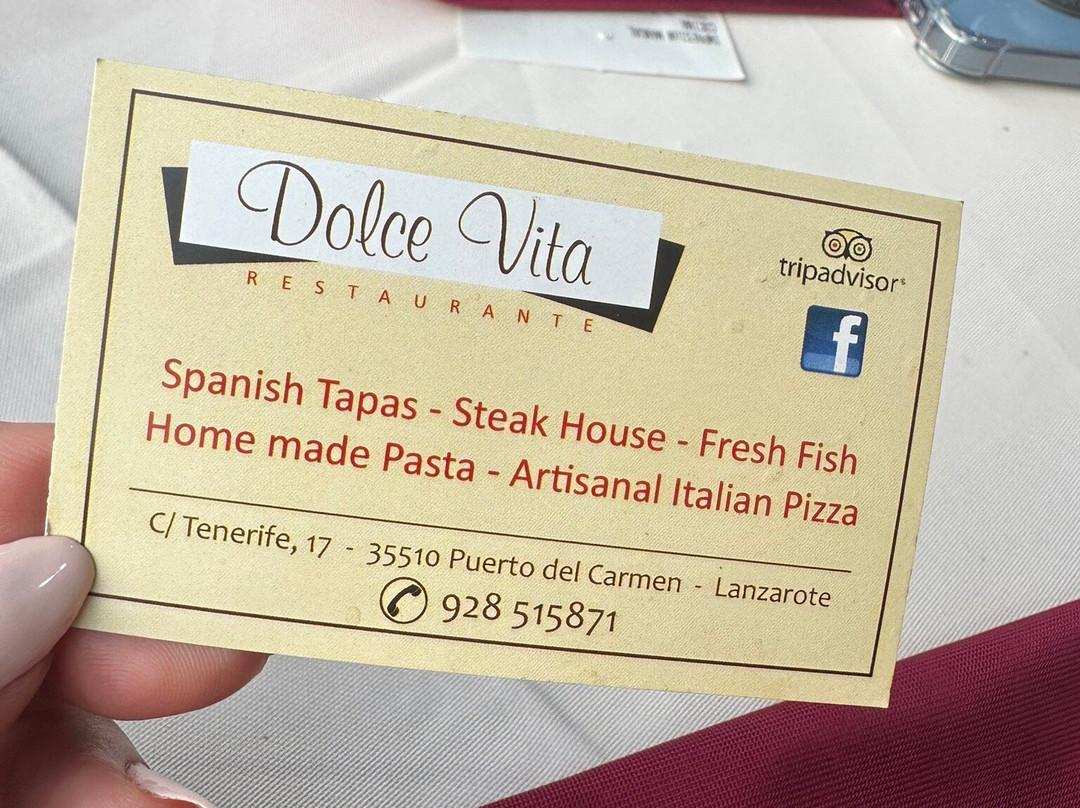 Dolce Vita
RESTAURANTE
tripadvisor®
f
Spanish Tapas - Steak House - Fresh Fish
Home made Pasta - Artisanal Italian Pizza
C/ Tenerife, 17 - 35510 Puerto del Carmen - Lanzarote
928 515871